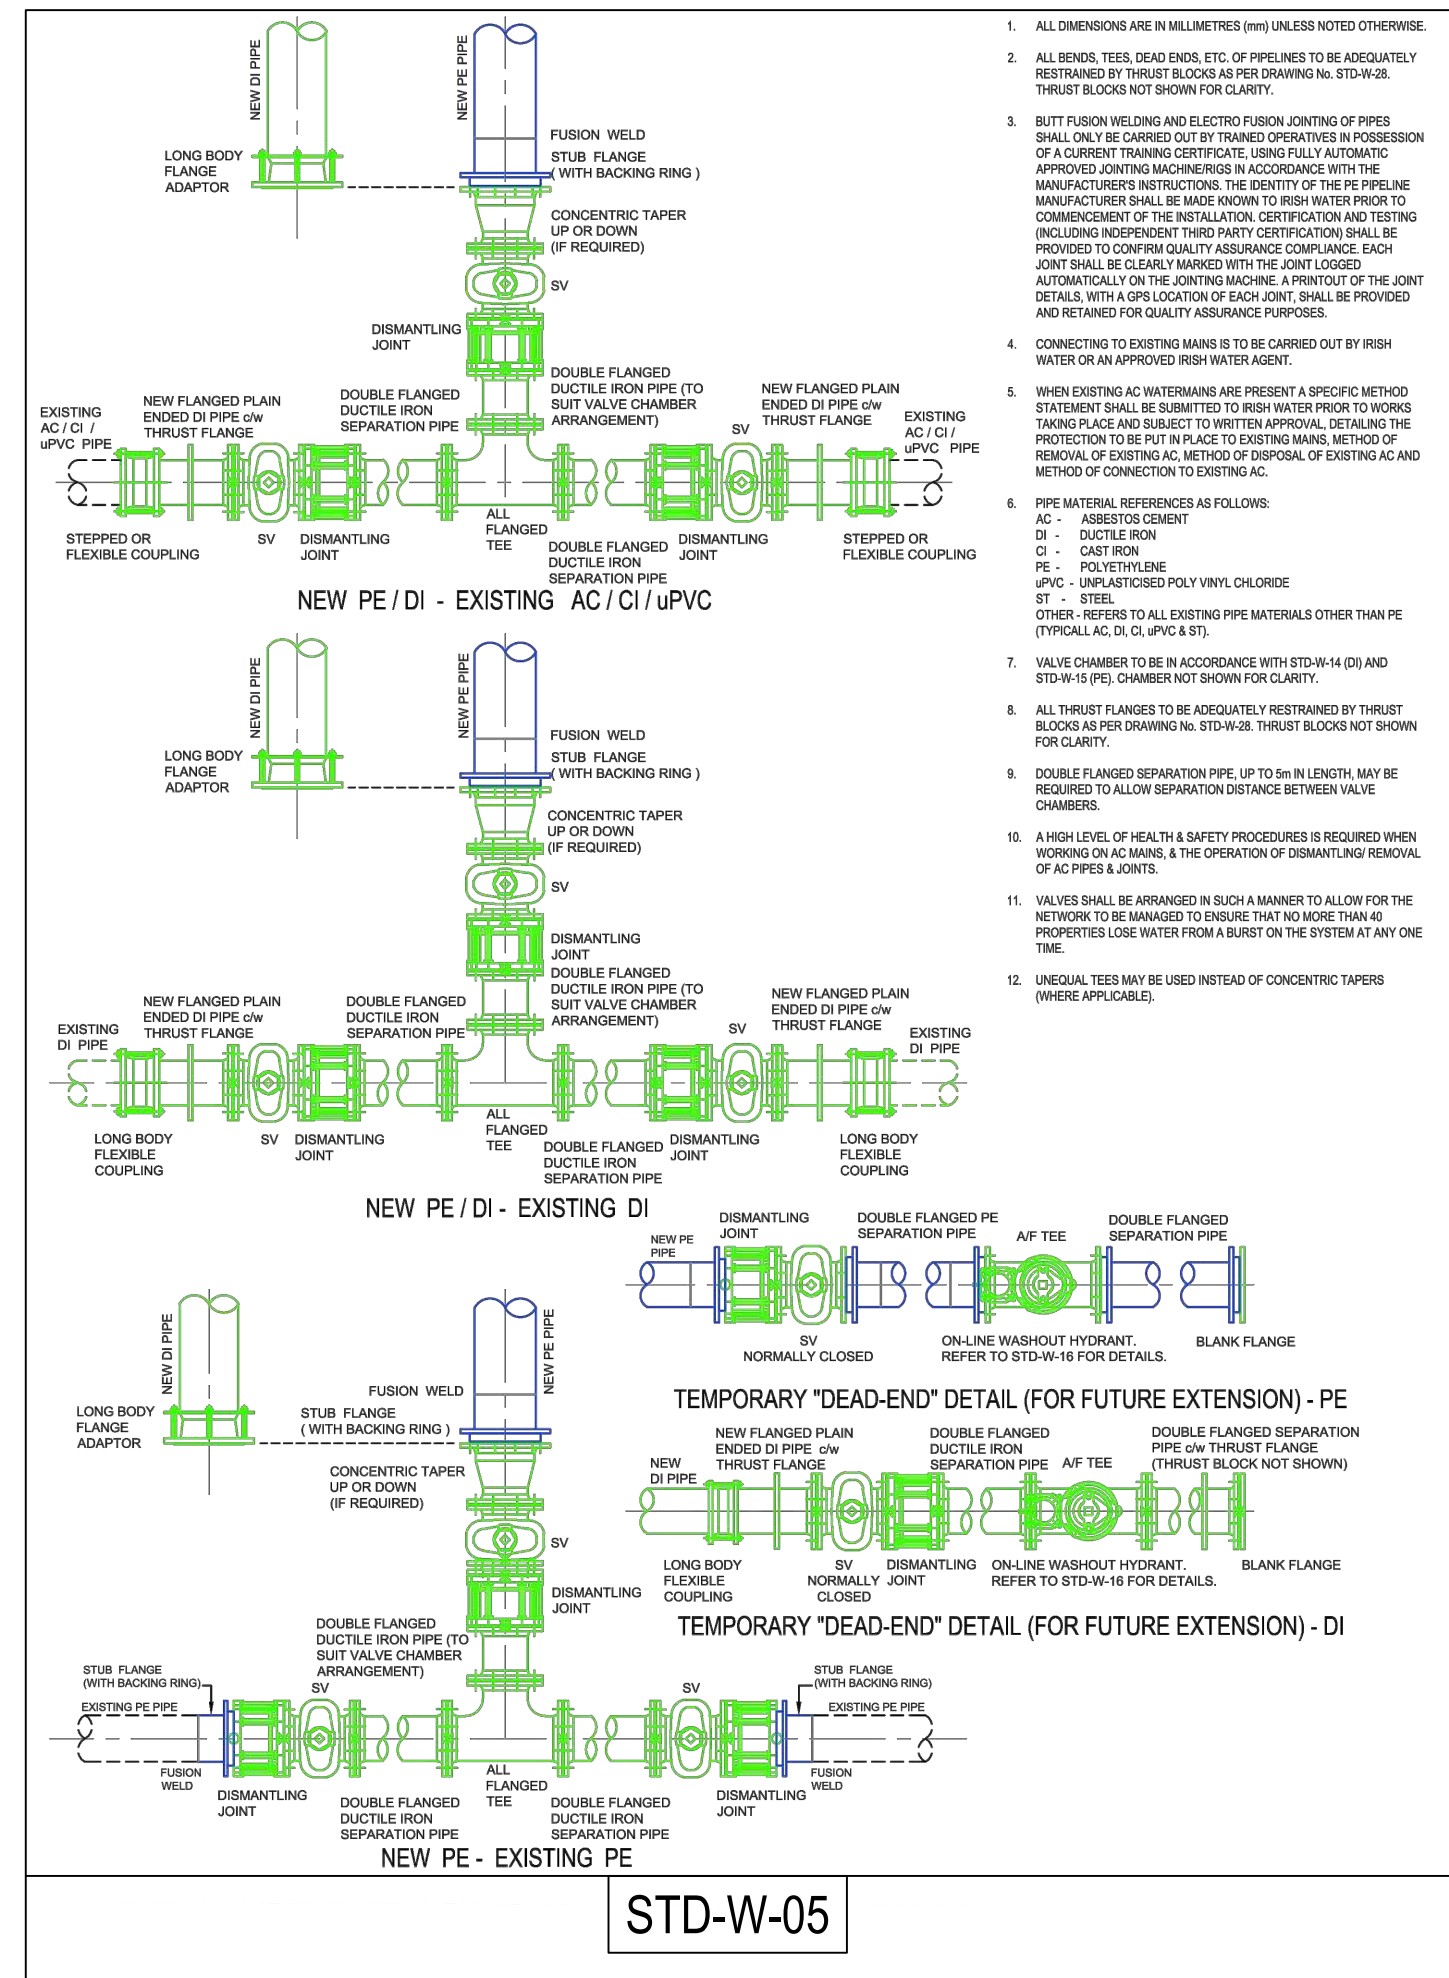 NEW DI PIPE
LONG BODY
FLANGE
ADAPTOR
NEW PE PIPE
FUSION WELD
STUB FLANGE
( WITH BACKING RING )
CONCENTRIC TAPER
UP OR DOWN
(IF REQUIRED)
SV
DISMANTLING
JOINT
DOUBLE FLANGED
DUCTILE IRON PIPE (TO
SUIT VALVE CHAMBER
ARRANGEMENT)
EXISTING
AC / CI /
uPVC PIPE
NEW FLANGED PLAIN
ENDED DI PIPE c/w
THRUST FLANGE
DOUBLE FLANGED
DUCTILE IRON
SEPARATION PIPE
SV
NEW FLANGED PLAIN
ENDED DI PIPE c/w
THRUST FLANGE
EXISTING
AC / CI /
uPVC PIPE
STEPPED OR
FLEXIBLE COUPLING
SV
DISMANTLING
JOINT
ALL
FLANGED
TEE
DOUBLE FLANGED
DUCTILE IRON
SEPARATION PIPE
DISMANTLING
JOINT
STEPPED OR
FLEXIBLE COUPLING
NEW PE / DI - EXISTING AC / CI / uPVC
NEW DI PIPE
LONG BODY
FLANGE
ADAPTOR
NEW PE PIPE
FUSION WELD
STUB FLANGE
( WITH BACKING RING )
CONCENTRIC TAPER
UP OR DOWN
(IF REQUIRED)
SV
DISMANTLING
JOINT
DOUBLE FLANGED
DUCTILE IRON PIPE (TO
SUIT VALVE CHAMBER
ARRANGEMENT)
EXISTING
DI PIPE
NEW FLANGED PLAIN
ENDED DI PIPE c/w
THRUST FLANGE
DOUBLE FLANGED
DUCTILE IRON
SEPARATION PIPE
SV
NEW FLANGED PLAIN
ENDED DI PIPE c/w
THRUST FLANGE
EXISTING
DI PIPE
LONG BODY
FLEXIBLE
COUPLING
SV
DISMANTLING
JOINT
ALL
FLANGED
TEE
DOUBLE FLANGED
DUCTILE IRON
SEPARATION PIPE
DISMANTLING
JOINT
LONG BODY
FLEXIBLE
COUPLING
NEW PE / DI - EXISTING DI
NEW DI PIPE
LONG BODY
FLANGE
ADAPTOR
NEW PE PIPE
FUSION WELD
STUB FLANGE
( WITH BACKING RING )
CONCENTRIC TAPER
UP OR DOWN
(IF REQUIRED)
SV
DISMANTLING
JOINT
DOUBLE FLANGED
DUCTILE IRON PIPE (TO
SUIT VALVE CHAMBER
ARRANGEMENT)
STUB FLANGE
(WITH BACKING RING)
EXISTING PE PIPE
SV
SV
STUB FLANGE
(WITH BACKING RING)
EXISTING PE PIPE
FUSION
WELD
DISMANTLING
JOINT
DOUBLE FLANGED
DUCTILE IRON
SEPARATION PIPE
ALL
FLANGED
TEE
DOUBLE FLANGED
DUCTILE IRON
SEPARATION PIPE
DISMANTLING
JOINT
FUSION
WELD
NEW PE - EXISTING PE
1. ALL DIMENSIONS ARE IN MILLIMETRES (mm) UNLESS NOTED OTHERWISE.
2. ALL BENDS, TEES, DEAD ENDS, ETC. OF PIPELINES TO BE ADEQUATELY
RESTRAINED BY THRUST BLOCKS AS PER DRAWING No. STD-W-28.
THRUST BLOCKS NOT SHOWN FOR CLARITY.
3. BUTT FUSION WELDING AND ELECTRO FUSION JOINTING OF PIPES
SHALL ONLY BE CARRIED OUT BY TRAINED OPERATIVES IN POSSESSION
OF A CURRENT TRAINING CERTIFICATE, USING FULLY AUTOMATIC
APPROVED JOINTING MACHINE/RIGS IN ACCORDANCE WITH THE
MANUFACTURER'S INSTRUCTIONS. THE IDENTITY OF THE PE PIPELINE
MANUFACTURER SHALL BE MADE KNOWN TO IRISH WATER PRIOR TO
COMMENCEMENT OF THE INSTALLATION. CERTIFICATION AND TESTING
(INCLUDING INDEPENDENT THIRD PARTY CERTIFICATION) SHALL BE
PROVIDED TO CONFIRM QUALITY ASSURANCE COMPLIANCE. EACH
JOINT SHALL BE CLEARLY MARKED WITH THE JOINT LOGGED
AUTOMATICALLY ON THE JOINTING MACHINE. A PRINTOUT OF THE JOINT
DETAILS, WITH A GPS LOCATION OF EACH JOINT, SHALL BE PROVIDED
AND RETAINED FOR QUALITY ASSURANCE PURPOSES.
4. CONNECTING TO EXISTING MAINS IS TO BE CARRIED OUT BY IRISH
WATER OR AN APPROVED IRISH WATER AGENT.
5. WHEN EXISTING AC WATERMAINS ARE PRESENT A SPECIFIC METHOD
STATEMENT SHALL BE SUBMITTED TO IRISH WATER PRIOR TO WORKS
TAKING PLACE AND SUBJECT TO WRITTEN APPROVAL, DETAILING THE
PROTECTION TO BE PUT IN PLACE TO EXISTING MAINS, METHOD OF
REMOVAL OF EXISTING AC, METHOD OF DISPOSAL OF EXISTING AC AND
METHOD OF CONNECTION TO EXISTING AC.
6. PIPE MATERIAL REFERENCES AS FOLLOWS:
AC - ASBESTOS CEMENT
DI - DUCTILE IRON
CI - CAST IRON
PE - POLYETHYLENE
uPVC - UNPLASTICISED POLY VINYL CHLORIDE
ST - STEEL
OTHER - REFERS TO ALL EXISTING PIPE MATERIALS OTHER THAN PE
(TYPICALL AC, DI, CI, uPVC & ST).
7. VALVE CHAMBER TO BE IN ACCORDANCE WITH STD-W-14 (DI) AND
STD-W-15 (PE). CHAMBER NOT SHOWN FOR CLARITY.
8. ALL THRUST FLANGES TO BE ADEQUATELY RESTRAINED BY THRUST
BLOCKS AS PER DRAWING No. STD-W-28. THRUST BLOCKS NOT SHOWN
FOR CLARITY.
9. DOUBLE FLANGED SEPARATION PIPE, UP TO 5m IN LENGTH, MAY BE
REQUIRED TO ALLOW SEPARATION DISTANCE BETWEEN VALVE
CHAMBERS.
10. A HIGH LEVEL OF HEALTH & SAFETY PROCEDURES IS REQUIRED WHEN
WORKING ON AC MAINS, & THE OPERATION OF DISMANTLING/ REMOVAL
OF AC PIPES & JOINTS.
11. VALVES SHALL BE ARRANGED IN SUCH A MANNER TO ALLOW FOR THE
NETWORK TO BE MANAGED TO ENSURE THAT NO MORE THAN 40
PROPERTIES LOSE WATER FROM A BURST ON THE SYSTEM AT ANY ONE
TIME.
12. UNEQUAL TEES MAY BE USED INSTEAD OF CONCENTRIC TAPERS
(WHERE APPLICABLE).
NEW PE
PIPE
DISMANTLING
JOINT
DOUBLE FLANGED PE
SEPARATION PIPE
A/F TEE
DOUBLE FLANGED
SEPARATION PIPE
SV
NORMALLY CLOSED
ON-LINE WASHOUT HYDRANT.
REFER TO STD-W-16 FOR DETAILS.
BLANK FLANGE
TEMPORARY "DEAD-END" DETAIL (FOR FUTURE EXTENSION) - PE
NEW
DI PIPE
NEW FLANGED PLAIN
ENDED DI PIPE c/w
THRUST FLANGE
DOUBLE FLANGED
DUCTILE IRON
SEPARATION PIPE
A/F TEE
DOUBLE FLANGED SEPARATION
PIPE c/w THRUST FLANGE
(THRUST BLOCK NOT SHOWN)
LONG BODY
FLEXIBLE
COUPLING
SV
NORMALLY
CLOSED
DISMANTLING
JOINT
ON-LINE WASHOUT HYDRANT.
REFER TO STD-W-16 FOR DETAILS.
BLANK FLANGE
TEMPORARY "DEAD-END" DETAIL (FOR FUTURE EXTENSION) - DI
STD-W-05